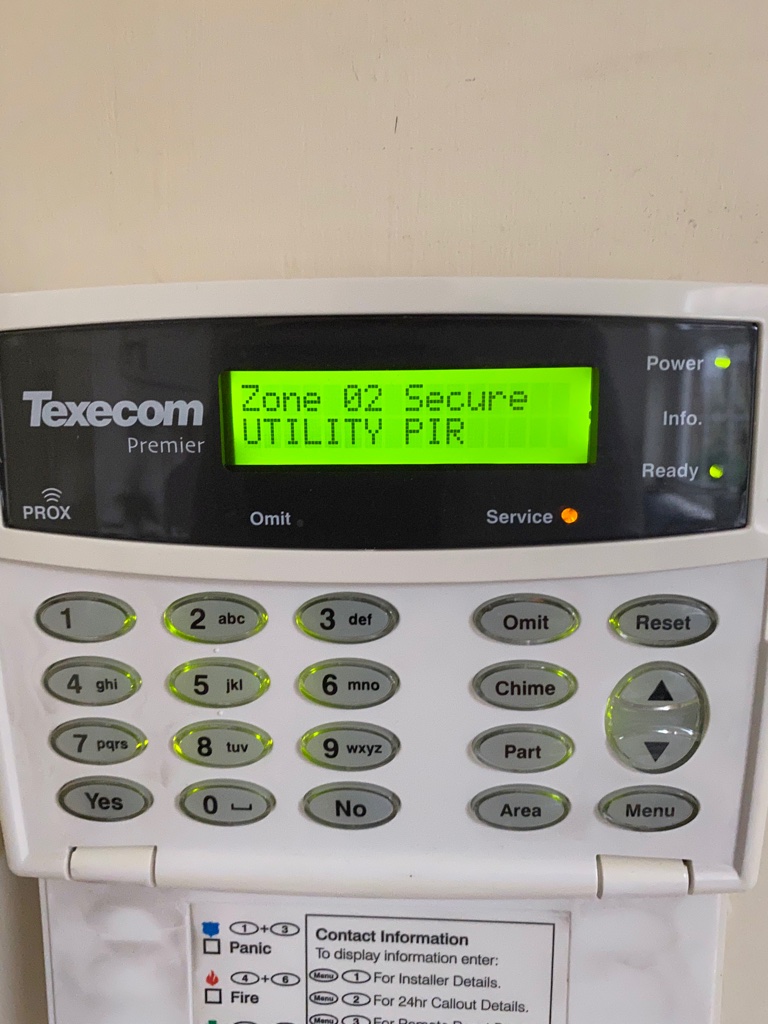 Zone 02 Secure
UTILITY PIR
Texecom
Premier
PROX
Power
Info.
Ready
Omit
Service
1
2 abc
3 def
Omit
Reset
4 ghi
5 jkl
6 mno
Chime
7 pqrs
8 tuv
9 wxyz
Part
Yes
0
No
Area
Menu
1 + 3
Panic
4 + 6
Fire
Contact Information
To display information enter:
Menu 1 For Installer Details.
Menu 2 For 24hr Callout Details.
Menu 3 For